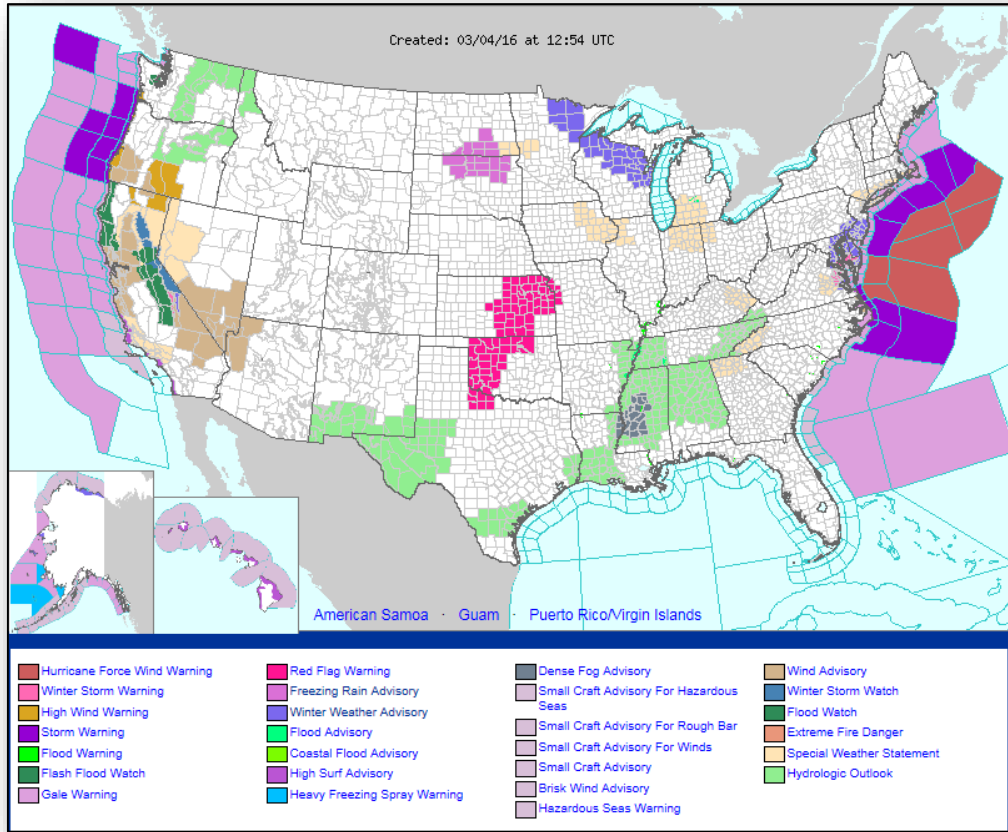 Created: 03/04/16 at 12:54 UTC
American Samoa · Guam · Puerto Rico/Virgin Islands
Hurricane Force Wind Warning
Winter Storm Warning
High Wind Warning
Storm Warning
Flood Warning
Flash Flood Watch
Gale Warning
Red Flag Warning
Freezing Rain Advisory
Winter Weather Advisory
Flood Advisory
Coastal Flood Advisory
High Surf Advisory
Heavy Freezing Spray Warning
Dense Fog Advisory
Small Craft Advisory For Hazardous
Seas
Small Craft Advisory For Rough Bar
Small Craft Advisory For Winds
Small Craft Advisory
Brisk Wind Advisory
Hazardous Seas Warning
Wind Advisory
Winter Storm Watch
Flood Watch
Extreme Fire Danger
Special Weather Statement
Hydrologic Outlook